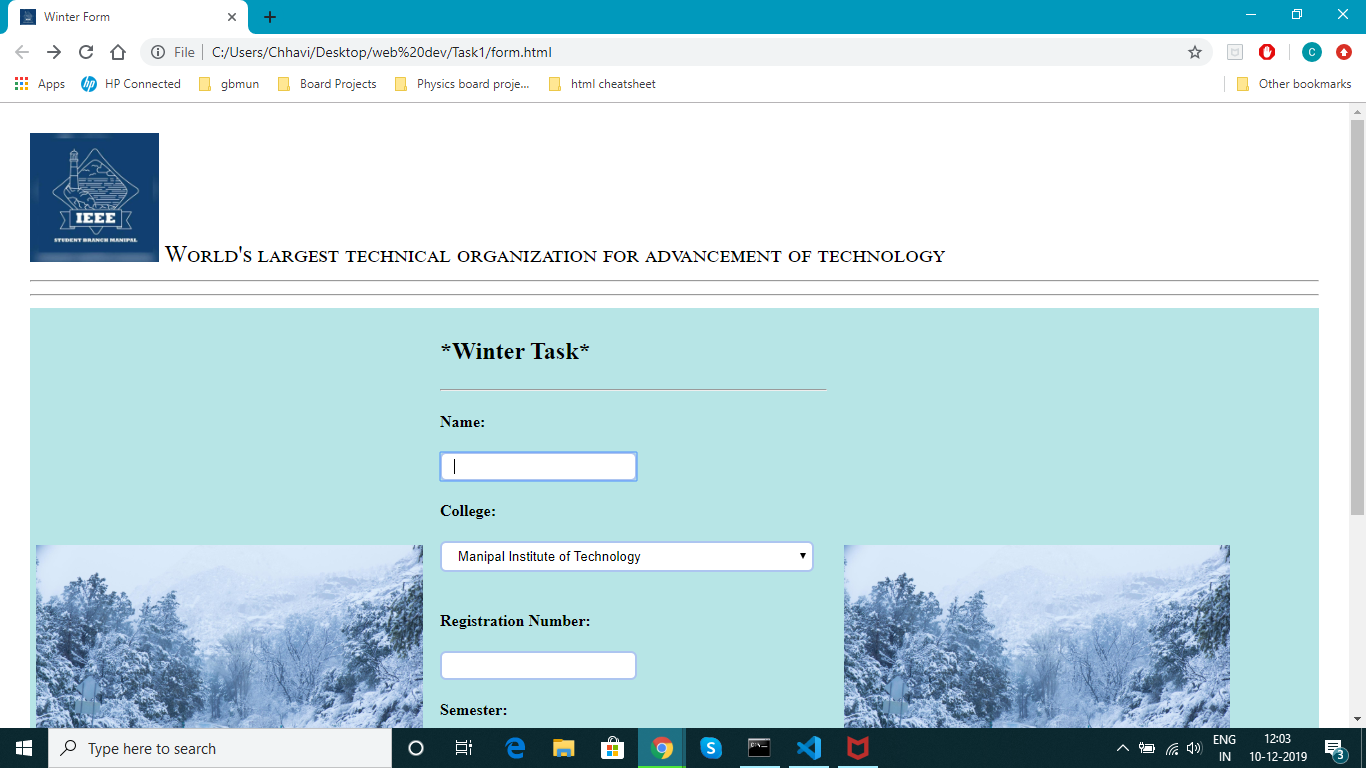 Winter Form
File
C:/Users/Chhavi/Desktop/web%20dev/Task1/form.html
C
Apps
hp
HP Connected
gbmun
Board Projects
Physics board proje...
html cheatsheet
Other bookmarks
IEEE
STUDENT BRANCH MANIPAL
World's largest technical organization for advancement of technology
*Winter Task*
Name:
College:
Manipal Institute of Technology
Registration Number:
Semester:
Type here to search
ENG
IN
12:03
10-12-2019
3